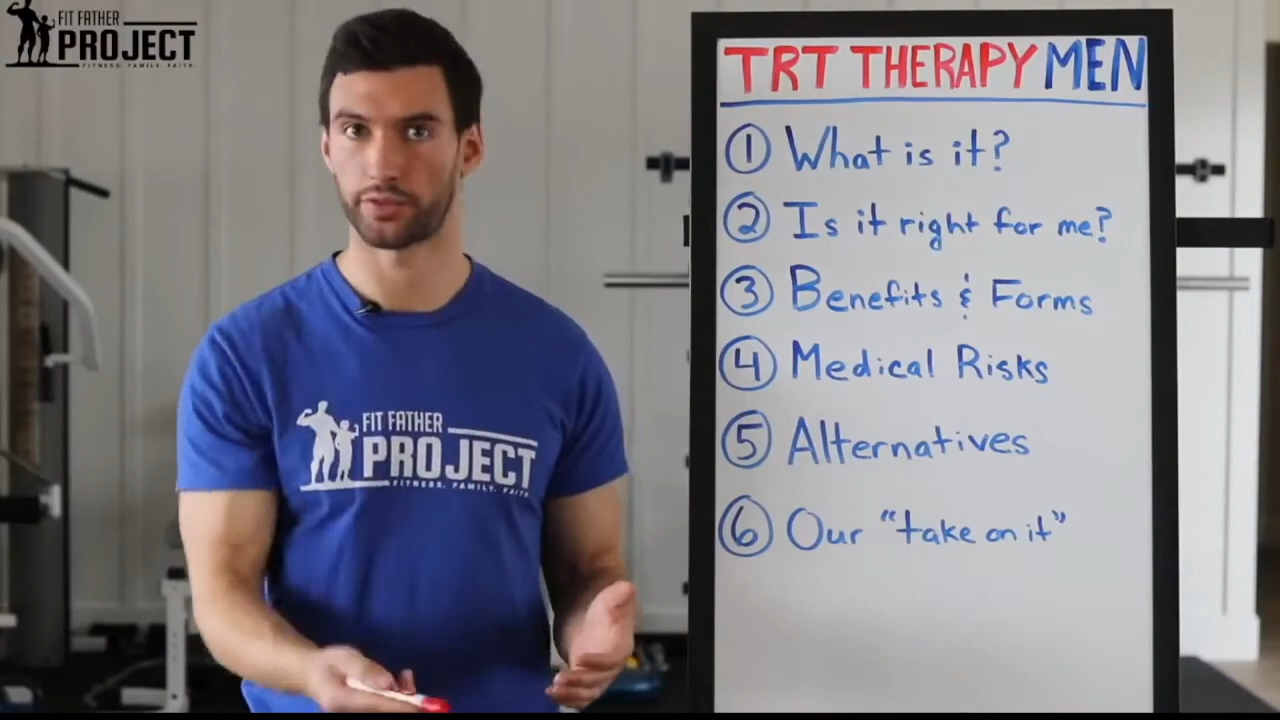 FIT FATHER
PROJECT
FITNESS. FAMILY. FAITH.
TRT THERAPY MEN
1 What is it?
2 Is it right for me?
3 Benefits & Forms
4 Medical Risks
5 Alternatives
6 Our "take on it"
FIT FATHER
PROJECT
FITNESS. FAMILY. FAITH.